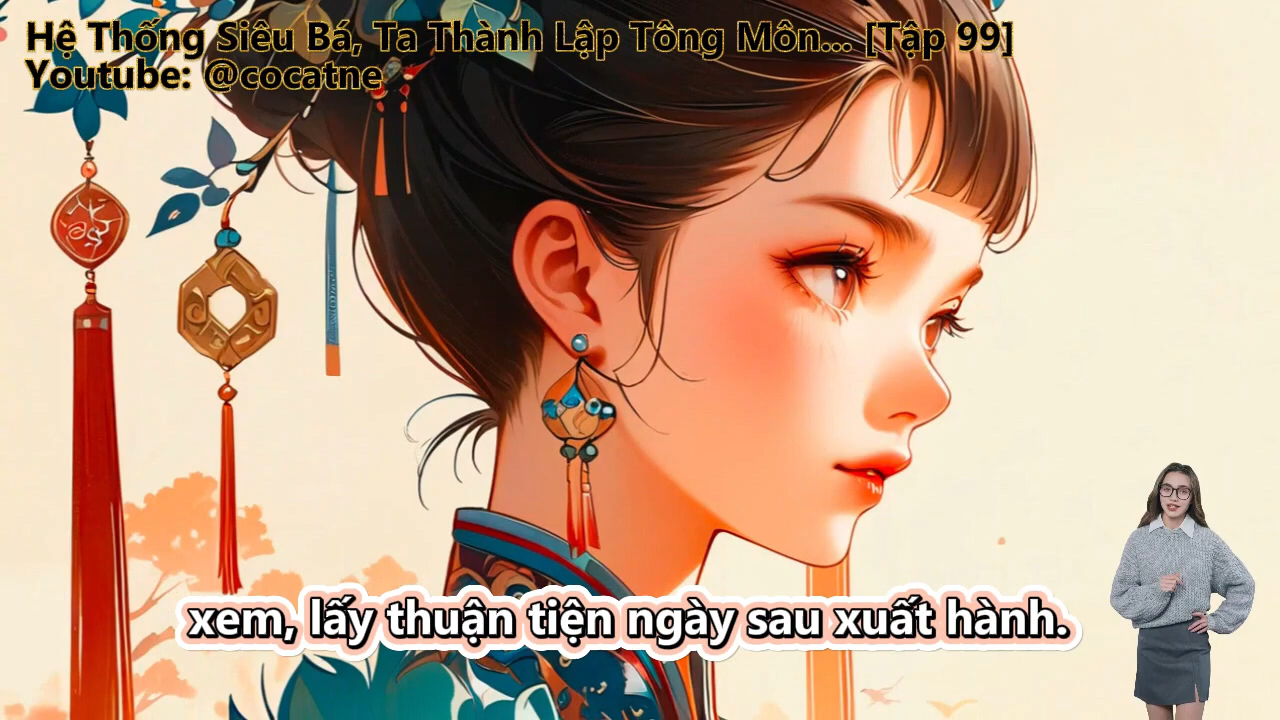 Hệ Thống Siêu Bá, Ta Thành Lập Tông Môn... [Tập 99]
Youtube: @cocatne
xem, lấy thuận tiện ngày sau xuất hành.